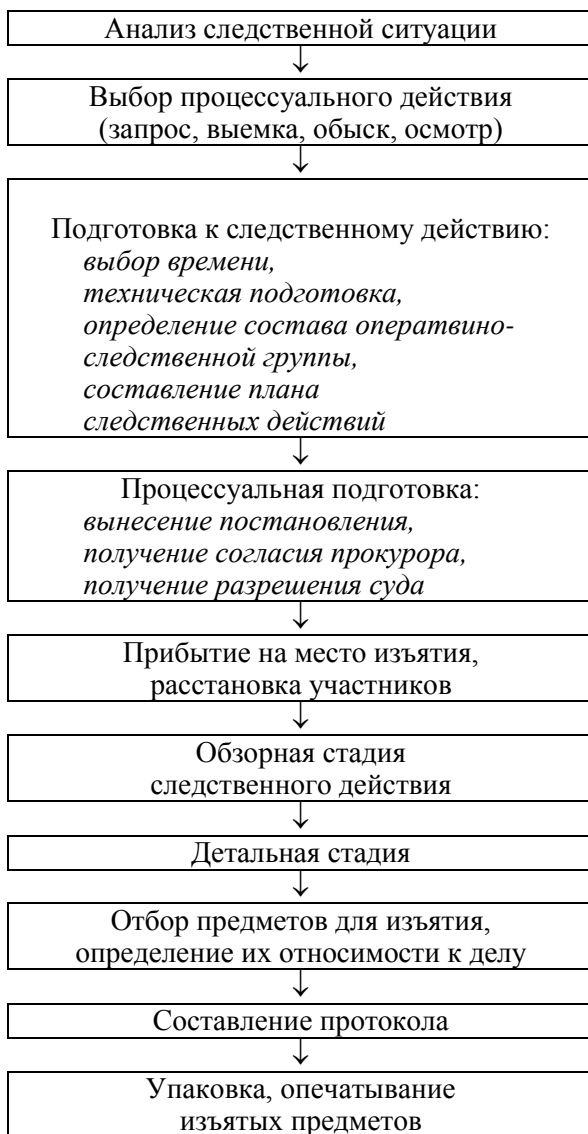 Анализ следственной ситуации
↓
Выбор процессуального действия
(запрос, выемка, обыск, осмотр)
↓
Подготовка к следственному действию:
выбор времени,
техническая подготовка,
определение состава оператвино-
следственной группы,
составление плана
следственных действий
↓
Процессуальная подготовка:
вынесение постановления,
получение согласия прокурора,
получение разрешения суда
↓
Прибытие на место изъятия,
расстановка участников
↓
Обзорная стадия
следственного действия
↓
Детальная стадия
↓
Отбор предметов для изъятия,
определение их относимости к делу
↓
Составление протокола
↓
Упаковка, опечатывание
изъятых предметов